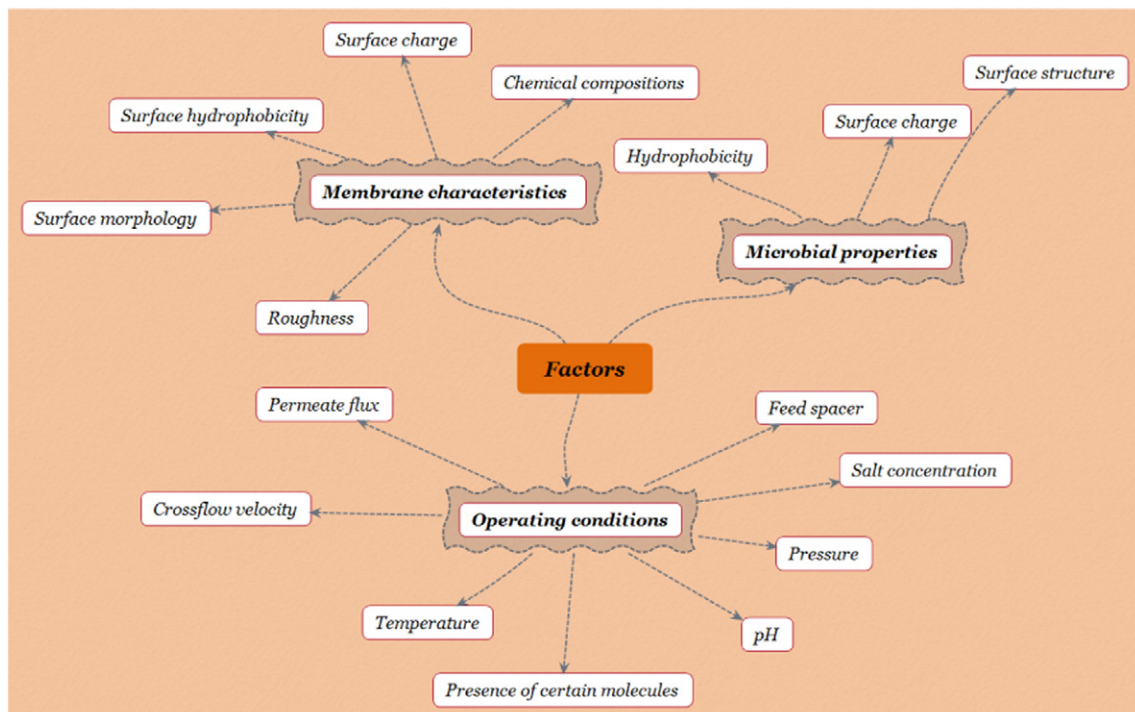 Surface charge
Chemical compositions
Surface structure
Surface hydrophobicity
Surface charge
Hydrophobicity
Membrane characteristics
Surface morphology
Microbial properties
Roughness
Factors
Permeate flux
Feed spacer
Salt concentration
Crossflow velocity
Operating conditions
Pressure
Temperature
pH
Presence of certain molecules